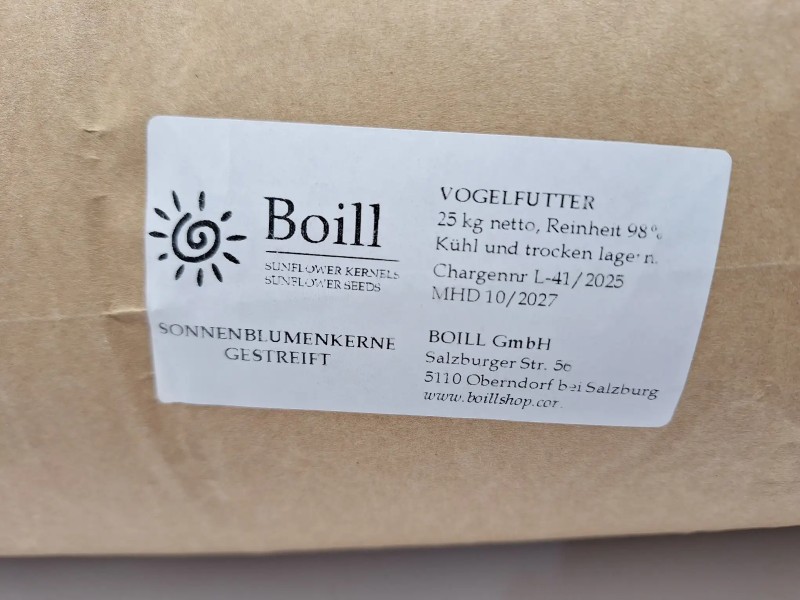 Boill
SUNFLOWER KERNELS
SUNFLOWER SEEDS
SONNENBLUMENKERNE
GESTREIFT
VOGELFUTTER
25 kg netto, Reinheit 98%
Kühl und trocken lagern.
Chargennr L-41/2025
MHD 10/2027
BOILL GmbH
Salzburger Str.
5110 Oberndorf bei Salzburg
www.boillshop.com